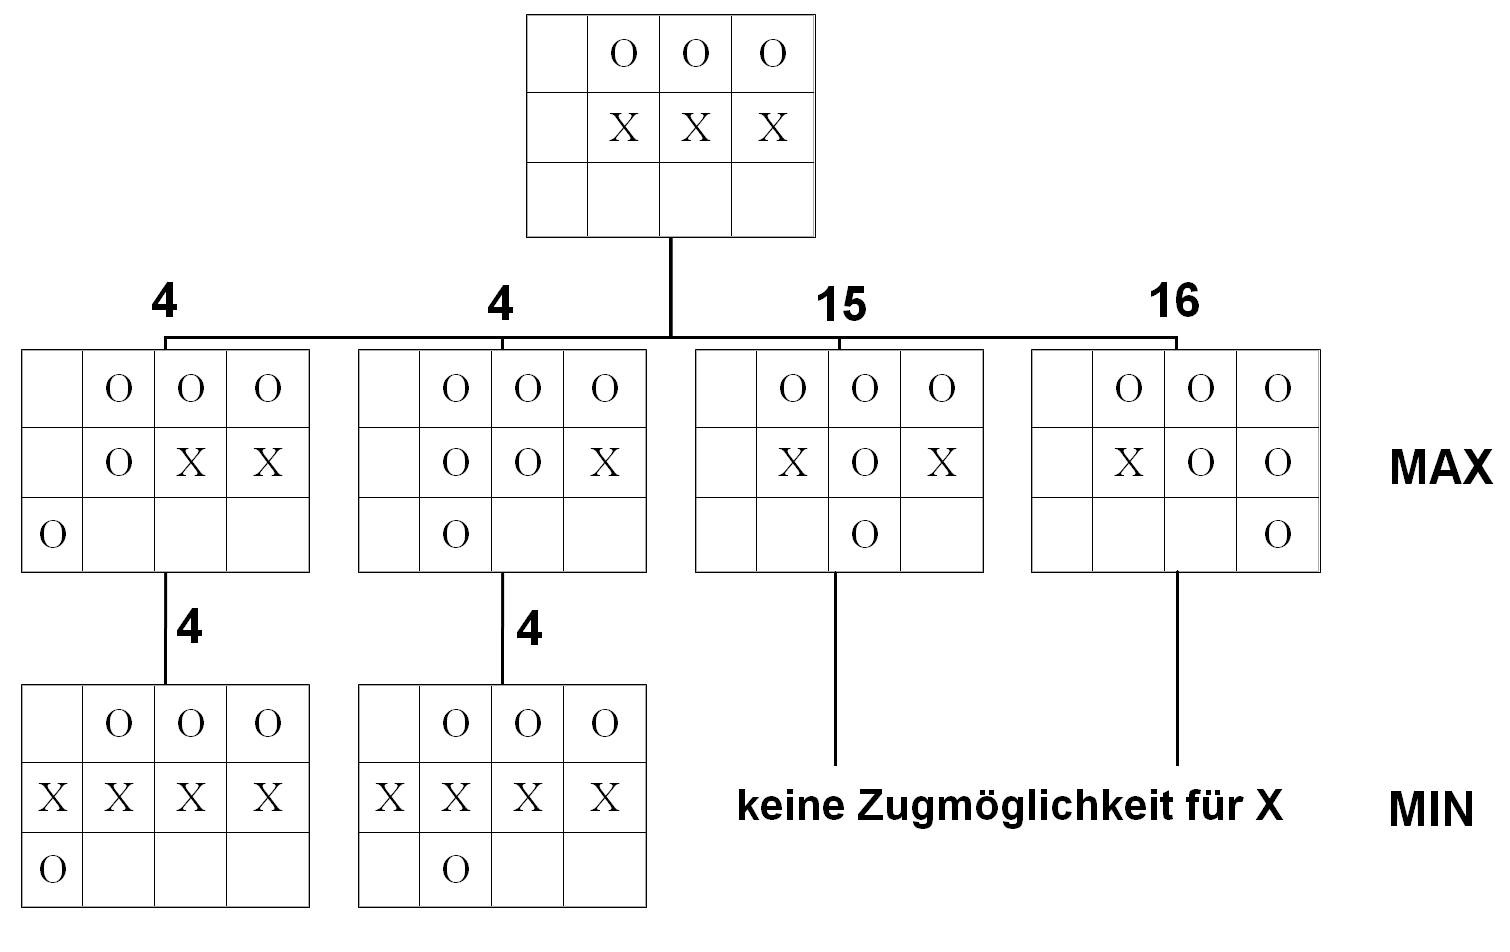 O O O
X X X
4 4 15 16
O O O O O O O O O O O O
O X X O O X X O X X O O MAX
O O O O
4 4
O O O O O O
X X X X X X X X keine Zugmöglichkeit für X MIN
O O